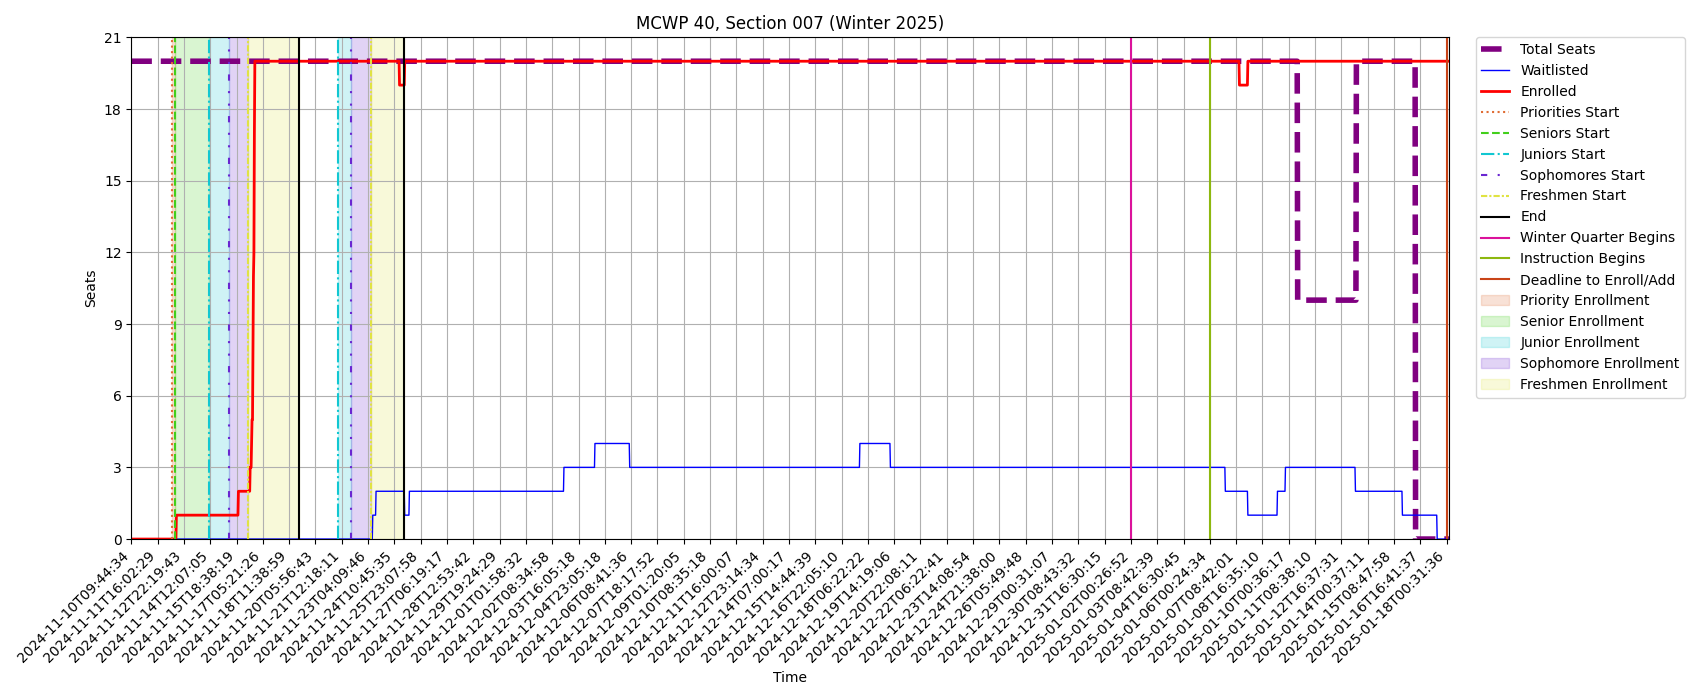 MCWP 40, Section 007 (Winter 2025)
21
18
15
12
9
6
3
0
Seats
2024-11-10T09:44:34
2024-11-11T16:02:29
2024-11-12T22:19:43
2024-11-14T12:07:05
2024-11-15T18:38:19
2024-11-17T05:21:26
2024-11-18T11:38:59
2024-11-20T05:56:43
2024-11-21T12:18:11
2024-11-23T04:09:46
2024-11-24T10:45:35
2024-11-25T23:07:58
2024-11-27T06:19:17
2024-11-28T12:53:42
2024-11-29T19:24:29
2024-12-01T01:58:32
2024-12-02T08:34:58
2024-12-03T16:05:18
2024-12-04T23:05:18
2024-12-06T08:41:36
2024-12-07T18:17:52
2024-12-09T01:20:05
2024-12-10T08:35:18
2024-12-11T16:00:07
2024-12-12T23:14:34
2024-12-14T07:00:17
2024-12-15T14:44:39
2024-12-16T22:05:10
2024-12-18T06:22:22
2024-12-19T14:19:06
2024-12-20T22:08:11
2024-12-22T06:22:41
2024-12-23T14:08:54
2024-12-24T21:38:00
2024-12-26T05:49:48
2024-12-29T00:31:07
2024-12-30T08:43:32
2024-12-31T16:30:15
2025-01-02T00:26:52
2025-01-03T08:42:39
2025-01-04T16:30:45
2025-01-06T00:24:34
2025-01-07T08:42:01
2025-01-08T16:35:10
2025-01-10T00:36:17
2025-01-11T08:38:10
2025-01-12T16:37:31
2025-01-14T00:37:11
2025-01-15T08:47:58
2025-01-16T16:41:37
2025-01-18T00:31:36
Time
Total Seats
Waitlisted
Enrolled
Priorities Start
Seniors Start
Juniors Start
Sophomores Start
Freshmen Start
End
Winter Quarter Begins
Instruction Begins
Deadline to Enroll/Add
Priority Enrollment
Senior Enrollment
Junior Enrollment
Sophomore Enrollment
Freshmen Enrollment